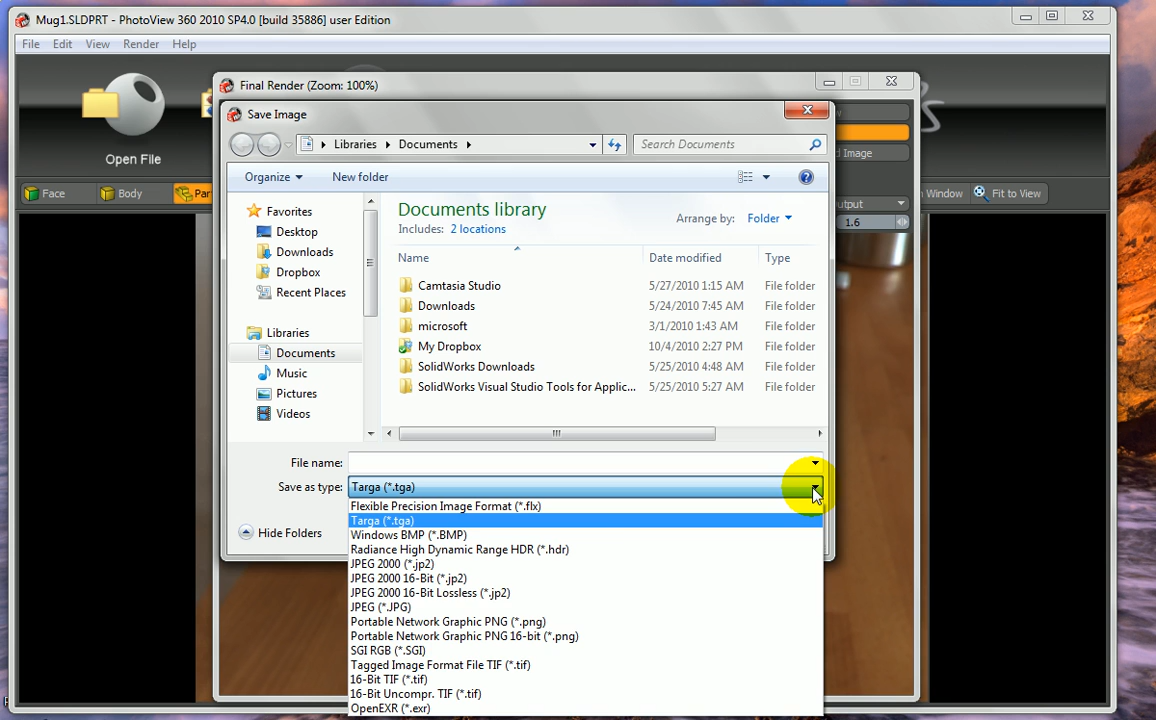 Mug1.SLDPRT - PhotoView 360 2010 SP4.0 [build 35886] user Edition
File Edit View Render Help
Final Render (Zoom: 100%)
Save Image
Libraries Documents
Search Documents
Open File
d Image
Organize New folder
Face Body Par
Window Fit to View
Favorites
Desktop
Downloads
Dropbox
Recent Places
Libraries
Documents
Music
Pictures
Videos
Documents library
Includes: 2 locations
Arrange by: Folder
utput
1.6
Name Date modified Type
Camtasia Studio 5/27/2010 1:15 AM File folder
Downloads 5/24/2010 7:45 AM File folder
microsoft 3/1/2010 1:43 AM File folder
My Dropbox 10/4/2010 2:27 PM File folder
SolidWorks Downloads 5/25/2010 4:48 AM File folder
SolidWorks Visual Studio Tools for Applic... 5/25/2010 5:27 AM File folder
File name:
Save as type: Targa (*.tga)
Hide Folders
Flexible Precision Image Format (*.flx)
Targa (*.tga)
Windows BMP (*.BMP)
Radiance High Dynamic Range HDR (*.hdr)
JPEG 2000 (*.jp2)
JPEG 2000 16-Bit (*.jp2)
JPEG 2000 16-Bit Lossless (*.jp2)
JPEG (*.JPG)
Portable Network Graphic PNG (*.png)
Portable Network Graphic PNG 16-bit (*.png)
SGI RGB (*.SGI)
Tagged Image Format File TIF (*.tif)
16-Bit TIF (*.tif)
16-Bit Uncompr. TIF (*.tif)
OpenEXR (*.exr)